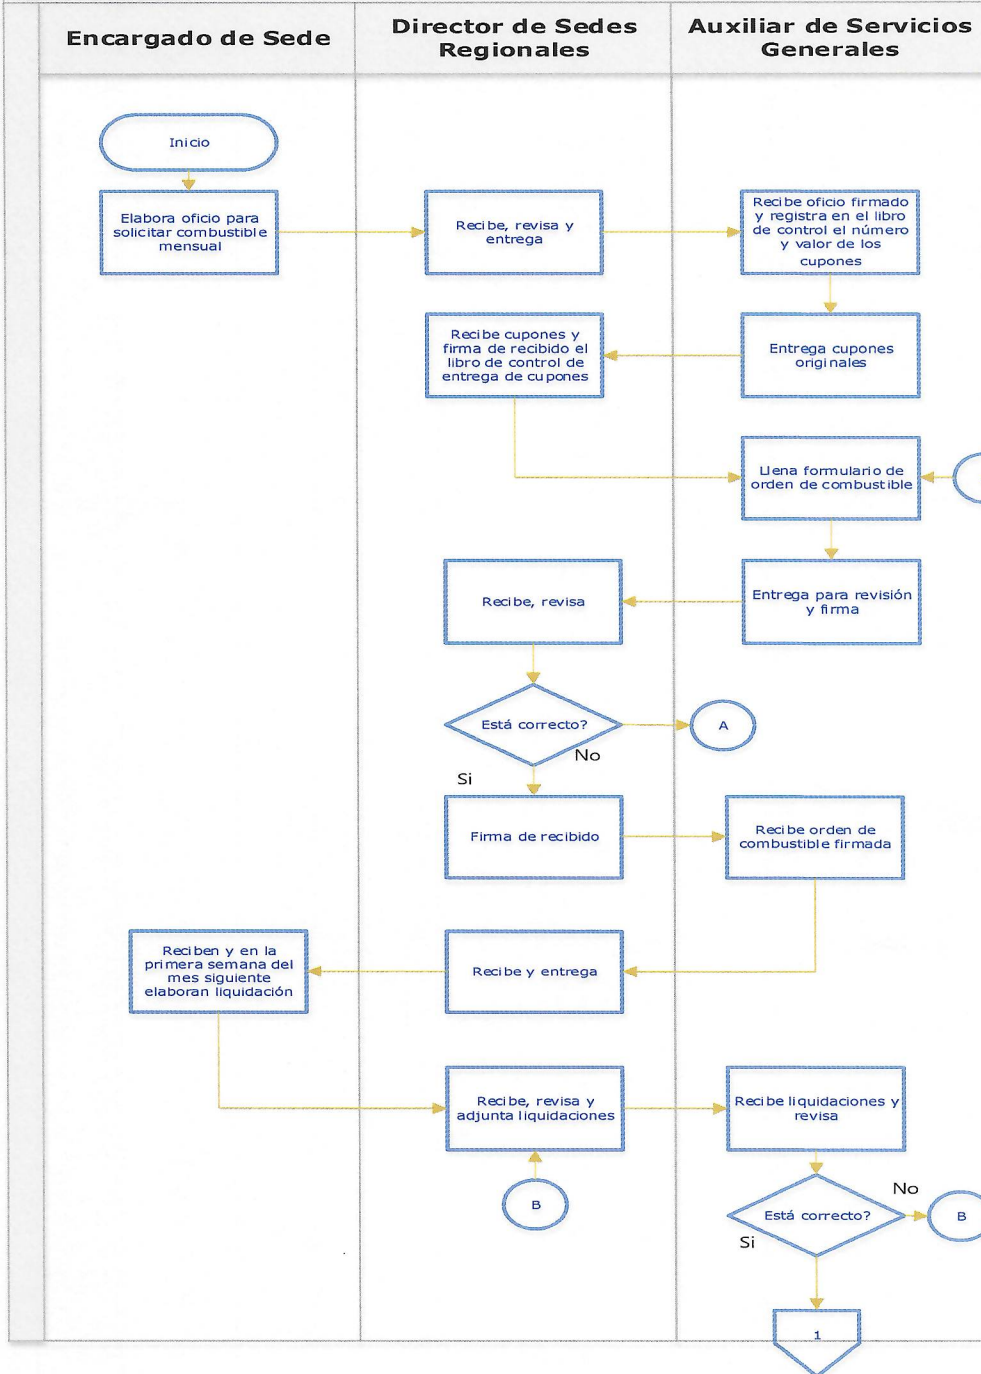 Encargado de Sede
Director de Sedes
Regionales
Auxiliar de Servicios
Generales
Inicio
Elabora oficio para
solicitar combustible
mensual
Recibe, revisa y
entrega
Recibe oficio firmado
y registra en el libro
de control el número
y valor de los
cupones
Recibe cupones y
firma de recibido el
libro de control de
entrega de cupones
Entrega cupones
originales
Llena formulario de
orden de combustible
Recibe, revisa
Entrega para revisión
y firma
Está correcto?
A
No
Si
Firma de recibido
Recibe orden de
combustible firmada
Reciben y en la
primera semana del
mes siguiente
elaboran liquidación
Recibe y entrega
Recibe, revisa y
adjunta liquidaciones
Recibe liquidaciones y
revisa
B
Está correcto?
No
B
Si
1